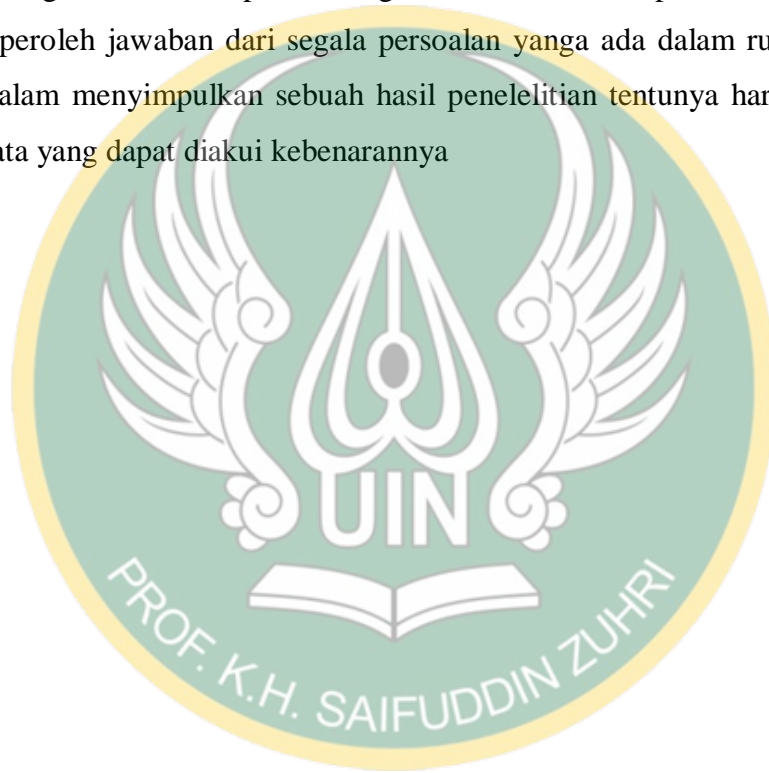 peroleh jawaban dari segala persoalan yanga ada dalam ru
alam menyimpulkan sebuah hasil penelelitian tentunya har
ata yang dapat diakui kebenarannya
UIN
PROF. K.H. SAIFUDDIN ZUHRI